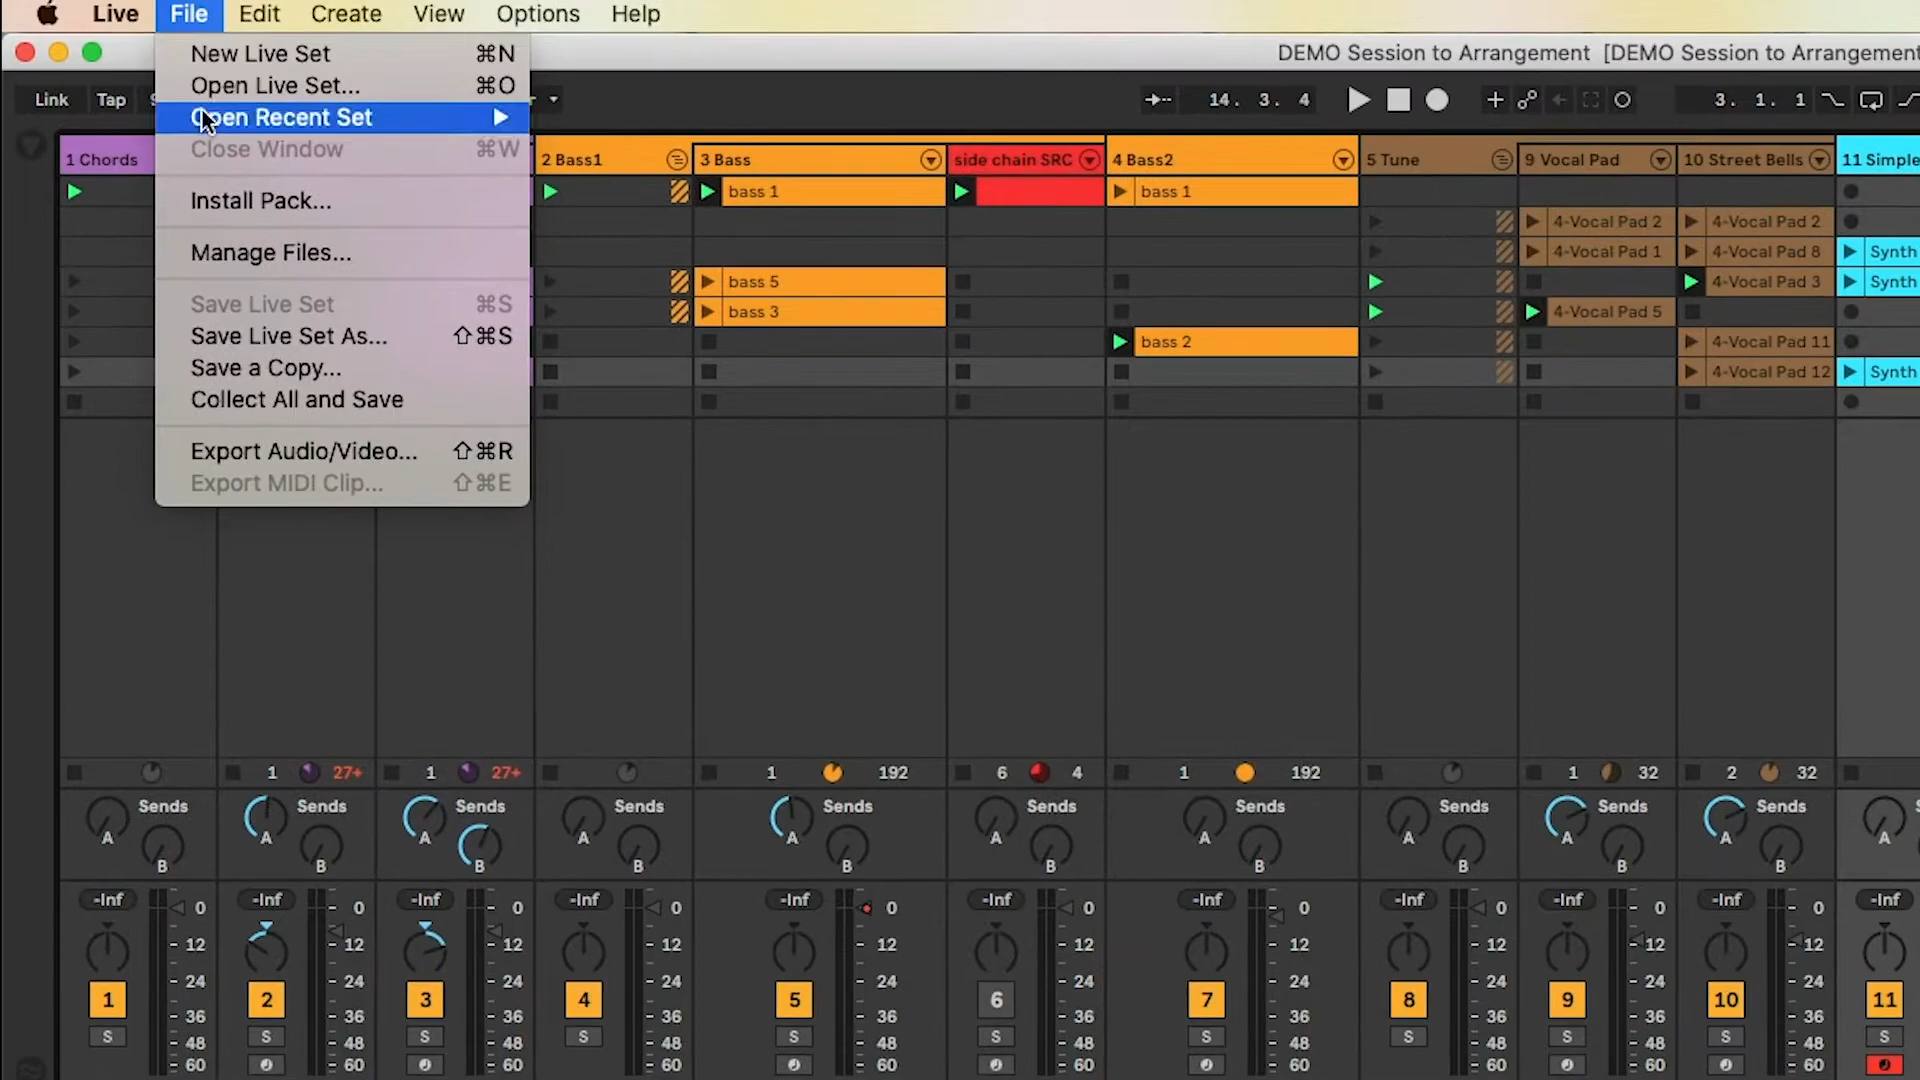 Live File Edit Create View Options Help
DEMO Session to Arrangement [DEMO Session to Arrangement
Link Tap 14. 3. 4 3. 1. 1
New Live Set ⌘N
Open Live Set... ⌘O
Open Recent Set
Close Window ⌘W
Install Pack...
Manage Files...
Save Live Set ⌘S
Save Live Set As... ⇧⌘S
Save a Copy...
Collect All and Save
Export Audio/Video... ⇧⌘R
Export MIDI Clip... ⇧⌘E
1 Chords 2 Bass1 3 Bass side chain SRC 4 Bass2 5 Tune 9 Vocal Pad 10 Street Bells 11 Simple
bass 1 bass 1
4-Vocal Pad 2 4-Vocal Pad 2
4-Vocal Pad 1 4-Vocal Pad 8 Synth
bass 5 4-Vocal Pad 3 Synth
bass 3 4-Vocal Pad 5
bass 2 4-Vocal Pad 11
4-Vocal Pad 12 Synth
1 27+ 1 27+ 1 192 6 4 1 192 1 32 2 32
Sends Sends Sends Sends Sends Sends Sends Sends Sends Sends
A A A A A A A A A A A
B B B B B B B B B B
-Inf -Inf -Inf -Inf -Inf -Inf -Inf -Inf -Inf -Inf -Inf
0 0 0 0 0 0 0 0 0 0
12 12 12 12 12 12 12 12 12 12
24 24 24 24 24 24 24 24 24 24
1 2 3 4 5 6 7 8 9 10 11
36 36 36 36 36 36 36 36 36 36
S S S S S S S S S S S
48 48 48 48 48 48 48 48 48 48
60 60 60 60 60 60 60 60 60 60